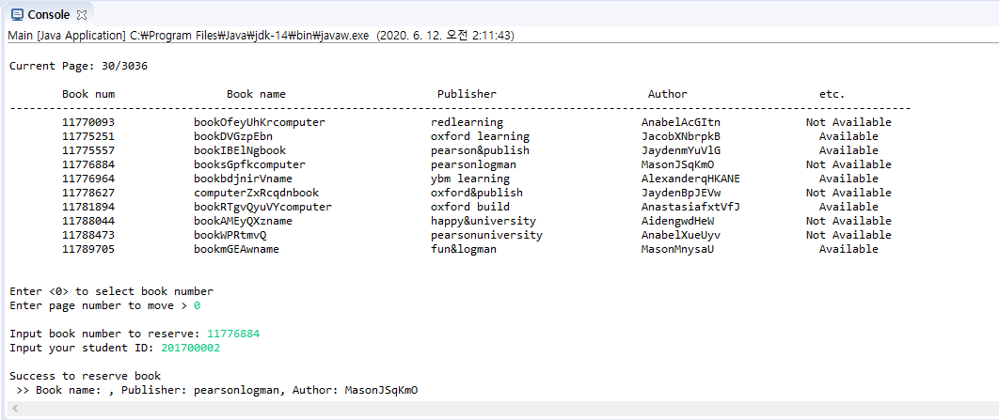 Console
Main [Java Application] C:₩Program Files₩Java₩jdk-14₩bin₩javaw.exe (2020. 6. 12. 오전 2:11:43)
Current Page: 30/3036
Book num Book name Publisher Author etc.
------------------------------------------------------------------------------------------------------------------------------------------
11770093 bookOfeyUhKrcomputer redlearning AnabelAcGItn Not Available
11775251 bookDVGzpEbn oxford learning JacobXNbrpkB Available
11775557 bookIBElNgbook pearson&publish JaydenmYuVlG Available
11776884 booksGpfkcomputer pearsonlogman MasonJSqKmO Not Available
11776964 bookbdjnirVname ybm learning AlexanderqHKANE Available
11778627 computerZxRcqdnbook oxford&publish JaydenBpJEVw Not Available
11781894 bookRTgvQyuVYcomputer oxford build AnastasiafxtVfJ Available
11788044 bookAMEyQXzname happy&university AidengwdHeW Not Available
11788473 bookWPRtmvQ pearsonuniversity AnabelXueUyv Not Available
11789705 bookmGEAwname fun&logman MasonMnysaU Available
Enter <0> to select book number
Enter page number to move > 0
Input book number to reserve: 11776884
Input your student ID: 201700002
Success to reserve book
>> Book name: , Publisher: pearsonlogman, Author: MasonJSqKmO